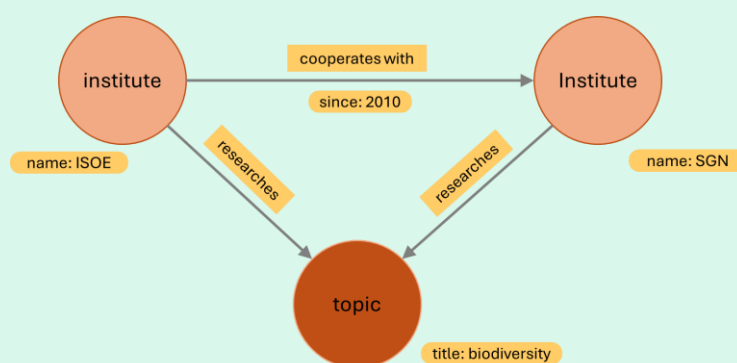 institute
cooperates with
Institute
since: 2010
name: ISOE
name: SGN
researches
researches
topic
title: biodiversity